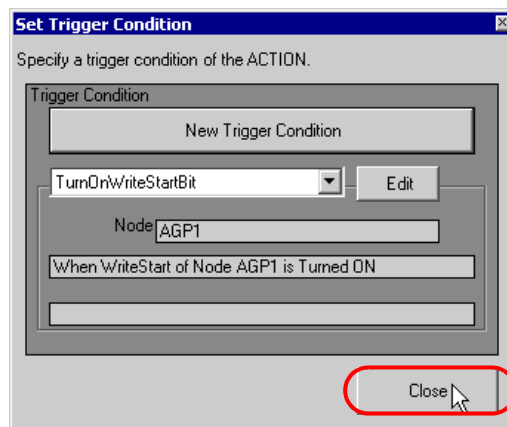 Set Trigger Condition
Specify a trigger condition of the ACTION.
Trigger Condition
New Trigger Condition
TurnOnWriteStartBit
Edit
Node AGP1
When WriteStart of Node AGP1 is Turned ON
Close